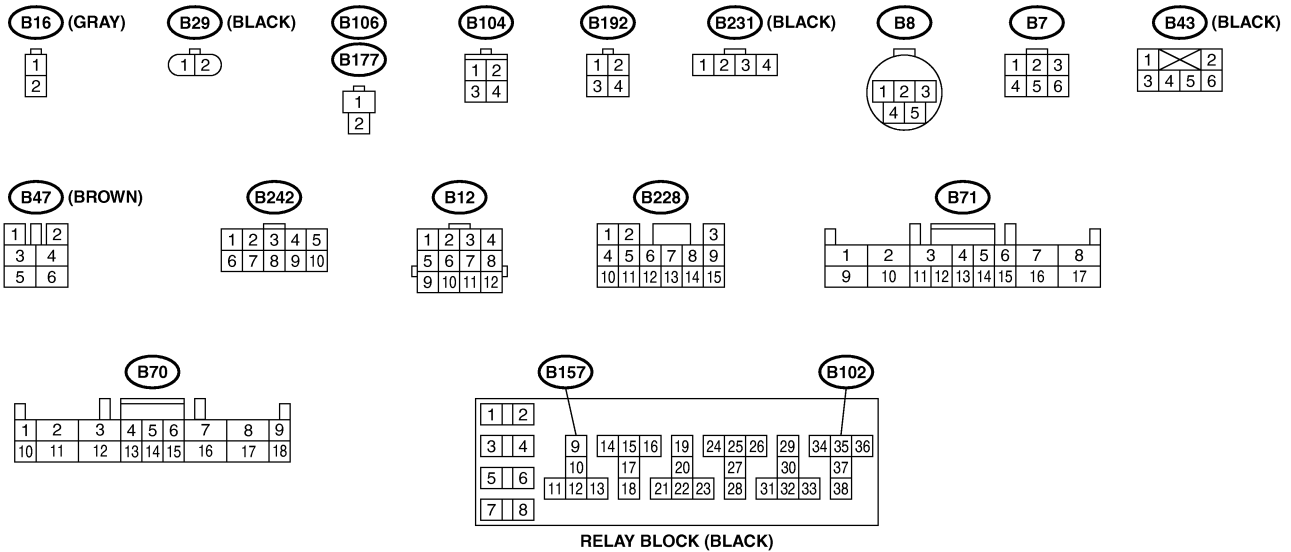 B16 (GRAY) B29 (BLACK) B106 B104 B192 B231 (BLACK) B8 B7 B43 (BLACK)
B177
1
2
1 2
1
2
1 2
3 4
1 2
3 4
1 2 3 4
1 2 3
4 5
1 2 3
4 5 6
1 2
3 4 5 6
B47 (BROWN) B242 B12 B228 B71
1 2
3 4
5 6
1 2 3 4 5
6 7 8 9 10
1 2 3 4
5 6 7 8
9 10 11 12
1 2 3
4 5 6 7 8 9
10 11 12 13 14 15
1 2 3 4 5 6 7 8
9 10 11 12 13 14 15 16 17
B70 B157 B102
1 2 3 4 5 6 7 8 9
10 11 12 13 14 15 16 17 18
1 2
3 4 9 14 15 16 19 24 25 26 29 34 35 36
10 17 20 27 30 37
5 6 11 12 13 18 21 22 23 28 31 32 33 38
7 8
RELAY BLOCK (BLACK)